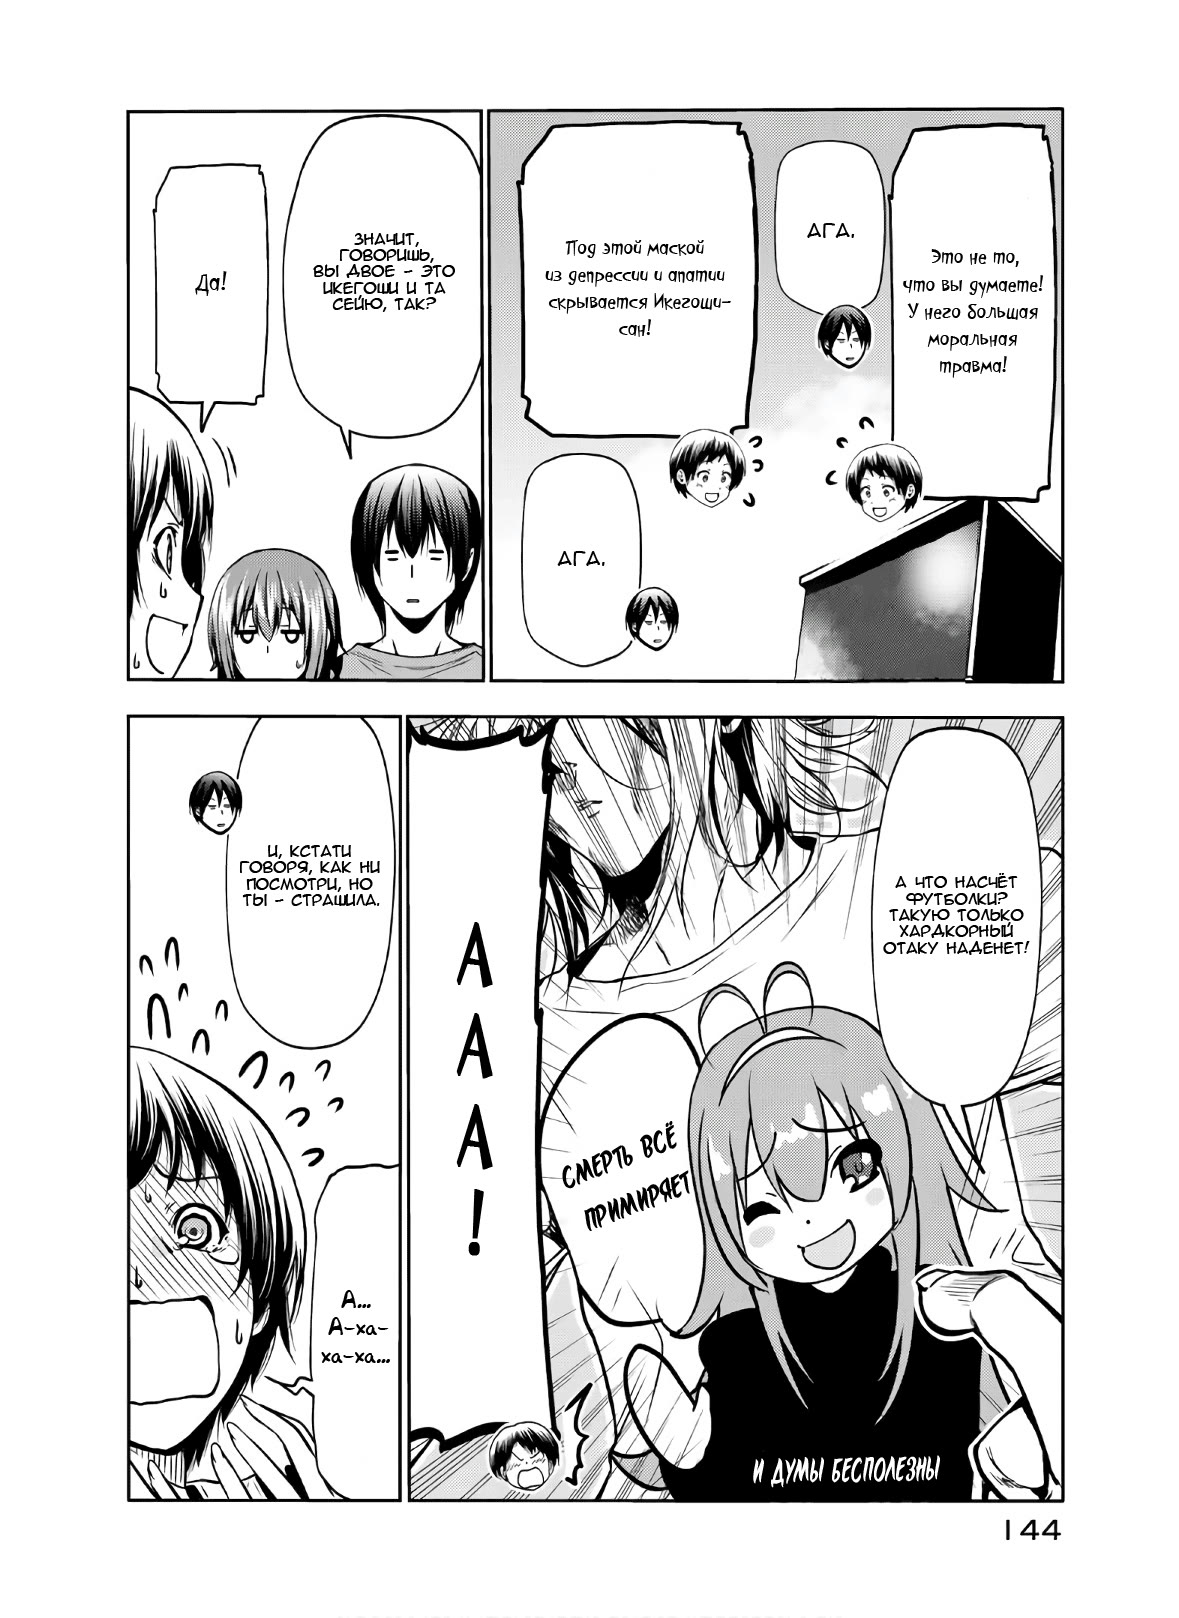 Это не то,
что вы думаете!
У него большая
моральная
травма!
АГА.
Под этой маской
из депрессии и апатии
скрывается Икегоши-
сан!
АГА.
ЗНАЧИТ,
ГОВОРИШЬ,
ВЫ ДВОЕ - ЭТО
ИКЕГОШИ И ТА
СЕЙЮ, ТАК?
Да!
А ЧТО НАСЧЁТ
ФУТБОЛКИ?
ТАКУЮ ТОЛЬКО
ХАРДКОРНЫЙ
ОТАКУ НАДЕНЕТ!
СМЕРТЬ ВСЁ
ПРИМИРЯЕТ
И ДУМЫ БЕСПОЛЕЗНЫ
А
А
А
!
И, КСТАТИ
ГОВОРЯ, КАК НИ
ПОСМОТРИ, НО
ТЫ - СТРАШИЛА.
А...
А-ха-
ха-ха...
144